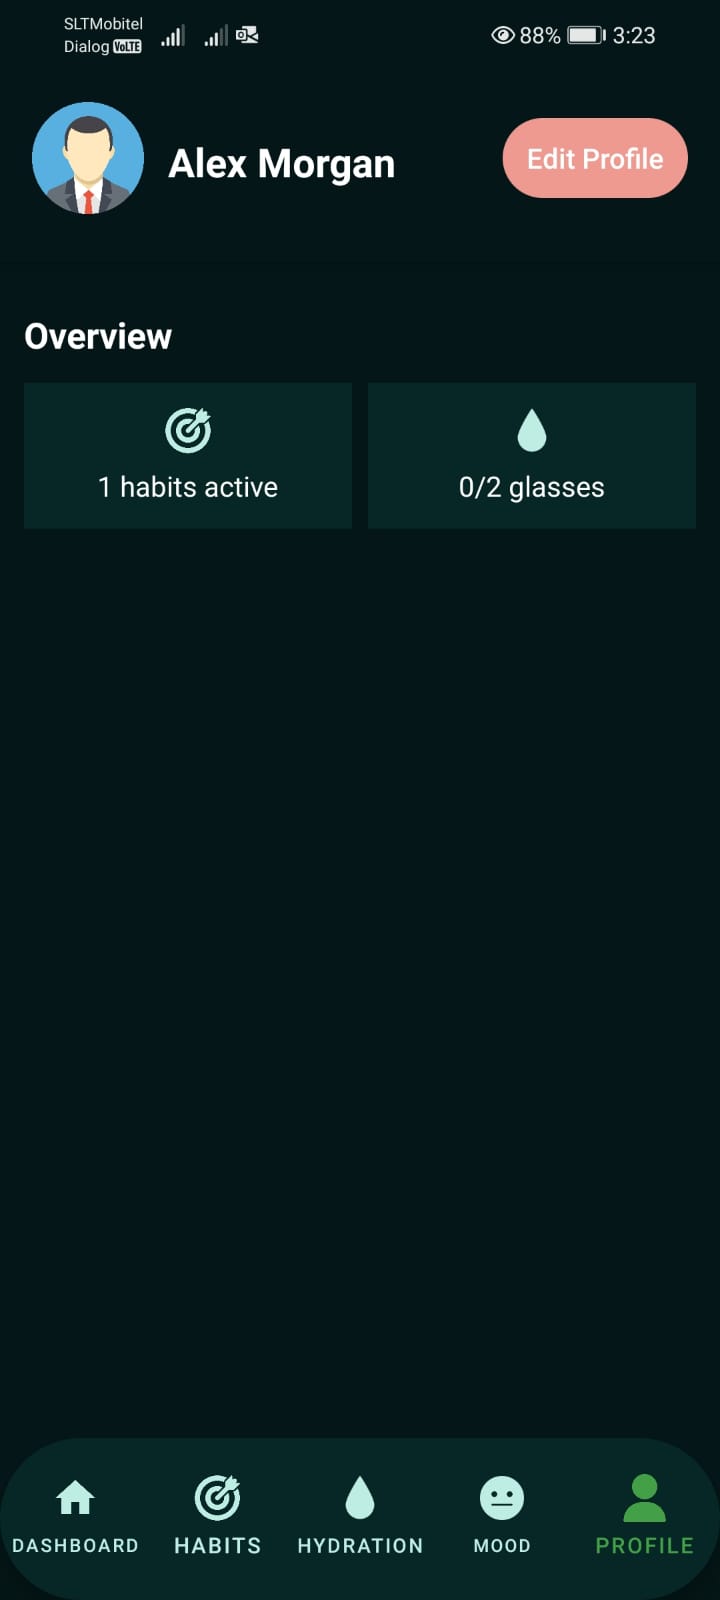 SLTMobitel
Dialog VoLTE
88% 3:23
Alex Morgan
Edit Profile
Overview
1 habits active
0/2 glasses
DASHBOARD
HABITS
HYDRATION
MOOD
PROFILE